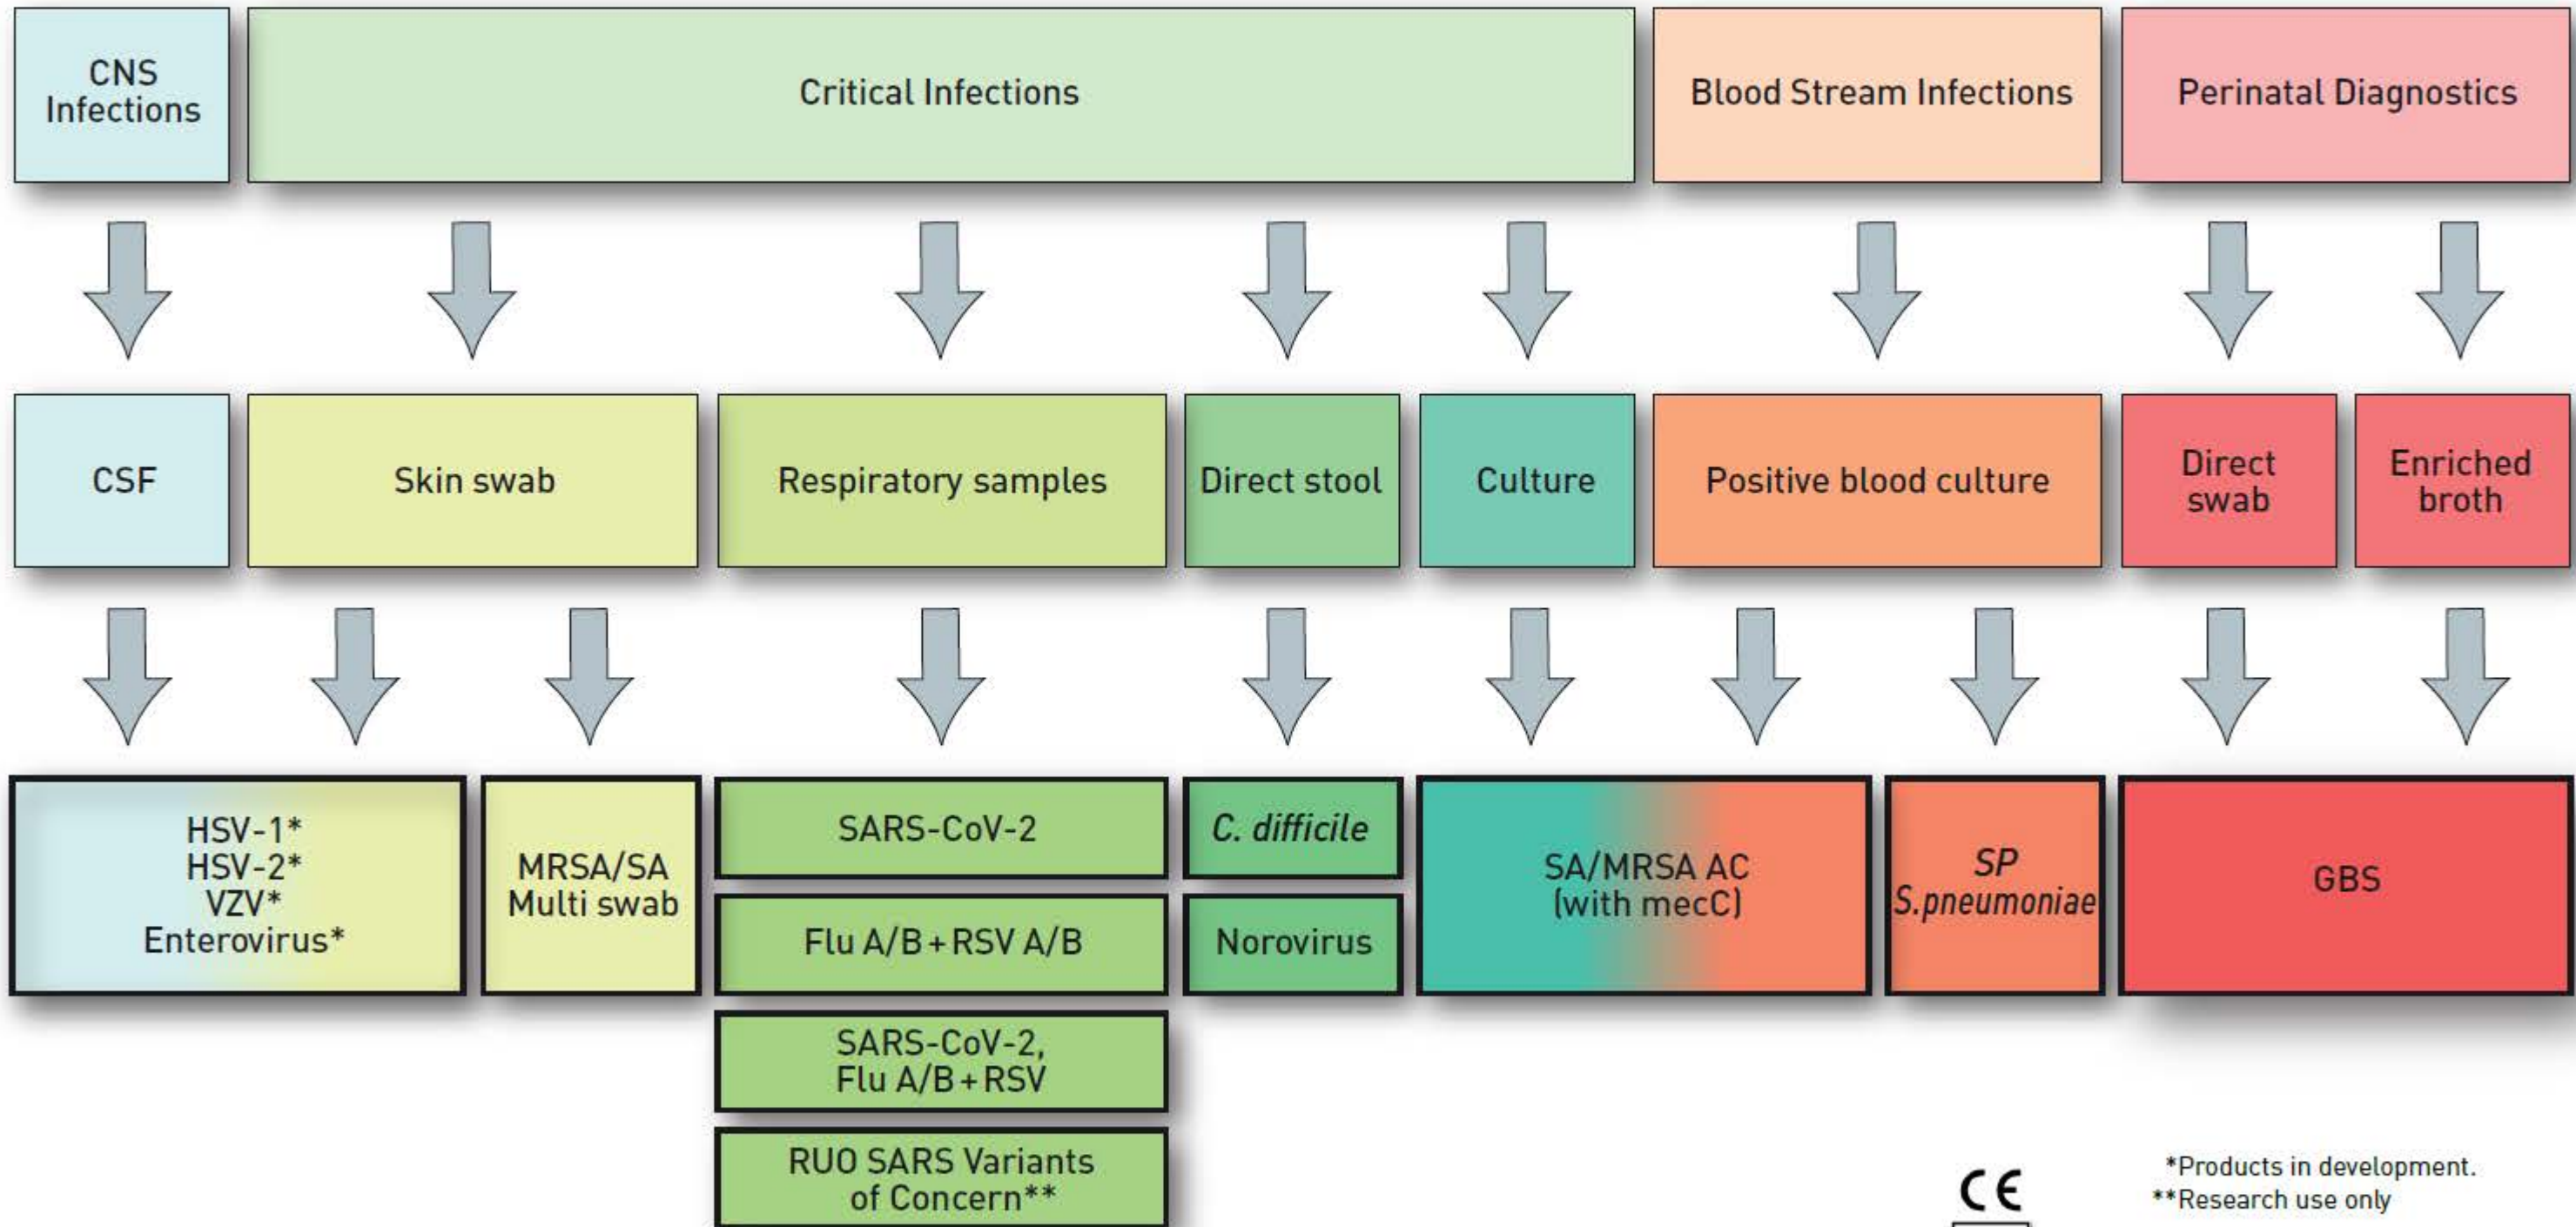 CNS
Infections
Critical Infections
Blood Stream Infections
Perinatal Diagnostics
CSF
Skin swab
Respiratory samples
Direct stool
Culture
Positive blood culture
Direct
swab
Enriched
broth
HSV-1*
HSV-2*
VZV*
Enterovirus*
MRSA/SA
Multi swab
SARS-CoV-2
Flu A/B+RSV A/B
SARS-CoV-2,
Flu A/B+RSV
RUO SARS Variants
of Concern**
C. difficile
Norovirus
SA/MRSA AC
(with mecC)
SP
S.pneumoniae
GBS
CE
*Products in development.
**Research use only